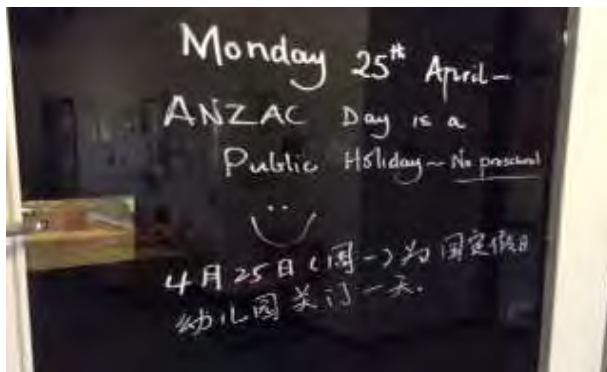 Monday 25th April -
ANZAC Day is a
Public Holiday ~ No preschool
4月25日(周一)为国定假日
幼儿园关门一天.